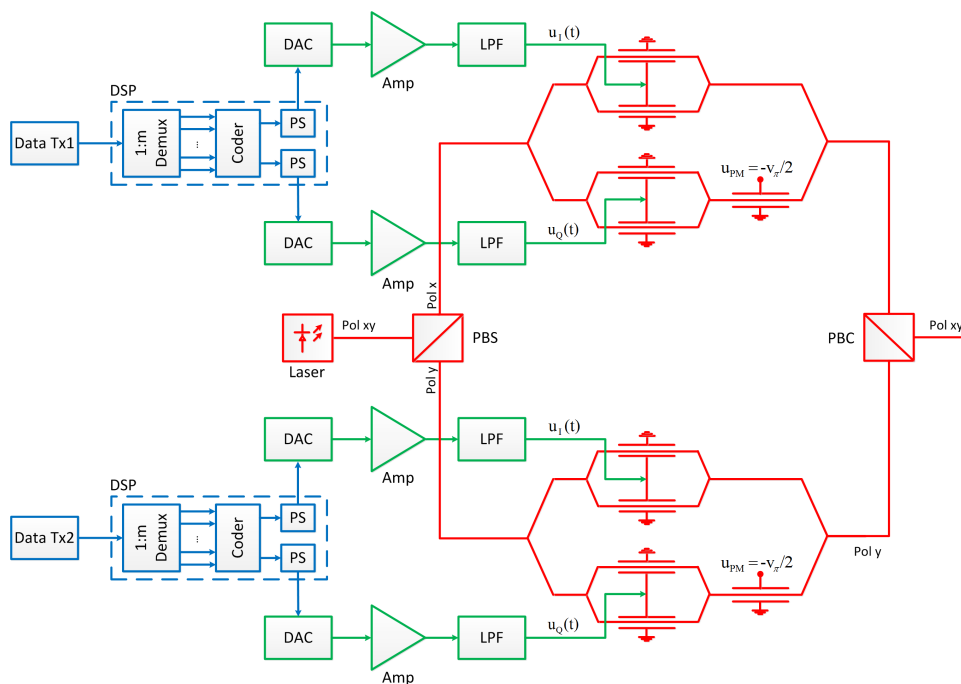 DAC
Amp
LPF
u_I(t)
DSP
Data Tx1
1:m
Demux
...
Coder
PS
PS
DAC
Amp
LPF
u_Q(t)
u_PM = -v_π/2
Pol x
Laser
Pol xy
PBS
Pol y
PBC
Pol xy
DAC
Amp
LPF
u_I(t)
DSP
Data Tx2
1:m
Demux
...
Coder
PS
PS
DAC
Amp
LPF
u_Q(t)
u_PM = -v_π/2
Pol y